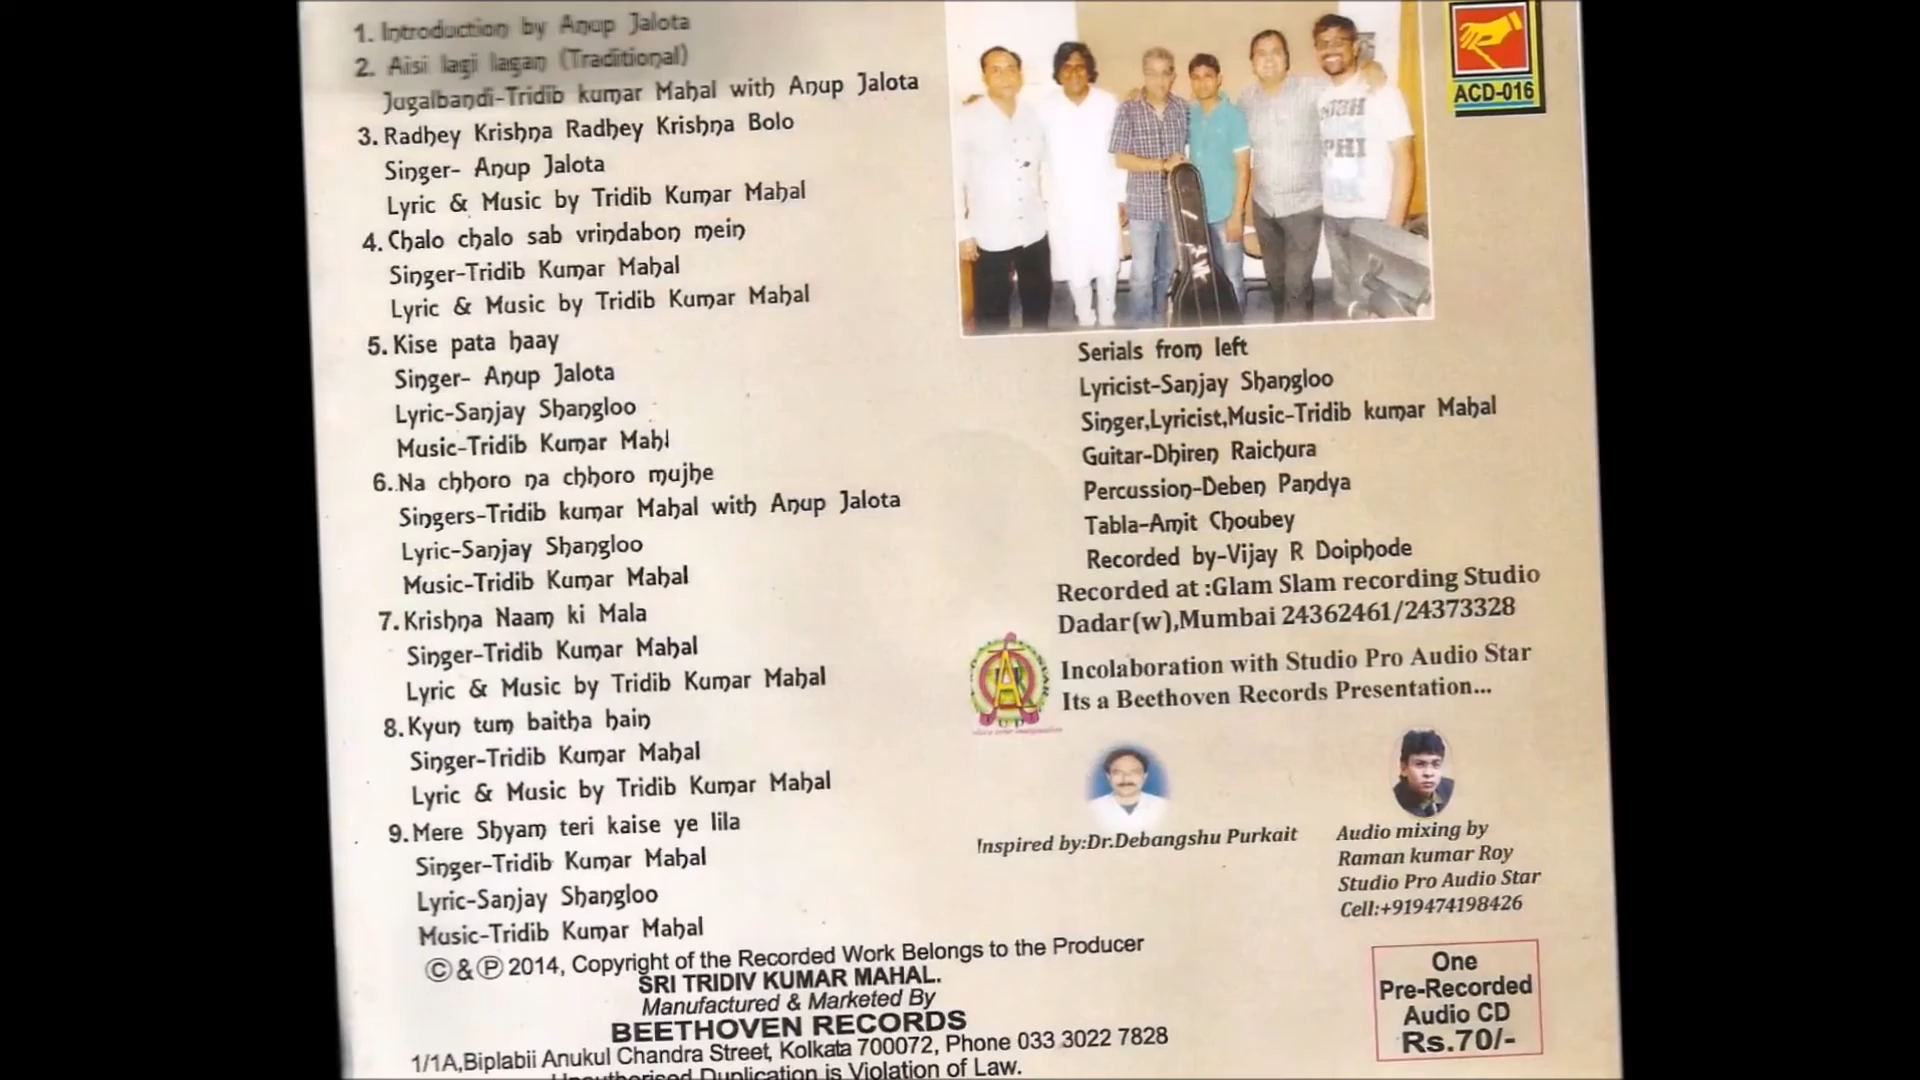 1. Introduction by Anup Jalota
2. Aisi lagi lagan (Traditional)
Jugalbandi-Tridib kumar Mahal with Anup Jalota
3. Radhey Krishna Radhey Krishna Bolo
Singer- Anup Jalota
Lyric & Music by Tridib Kumar Mahal
4. Chalo chalo sab vrindabon mein
Singer-Tridib Kumar Mahal
Lyric & Music by Tridib Kumar Mahal
5. Kise pata haay
Singer- Anup Jalota
Lyric-Sanjay Shangloo
Music-Tridib Kumar Mahl
6. Na chhoro na chhoro mujhe
Singers-Tridib kumar Mahal with Anup Jalota
Lyric-Sanjay Shangloo
Music-Tridib Kumar Mahal
7. Krishna Naam ki Mala
Singer-Tridib Kumar Mahal
Lyric & Music by Tridib Kumar Mahal
8. Kyun tum baitha hain
Singer-Tridib Kumar Mahal
Lyric & Music by Tridib Kumar Mahal
9. Mere Shyam teri kaise ye lila
Singer-Tridib Kumar Mahal
Lyric-Sanjay Shangloo
Music-Tridib Kumar Mahal
©&℗ 2014, Copyright of the Recorded Work Belongs to the Producer
SRI TRIDIV KUMAR MAHAL.
Manufactured & Marketed By
BEETHOVEN RECORDS
1/1A,Biplabii Anukul Chandra Street, Kolkata 700072, Phone 033 3022 7828
Unauthorised Duplication is Violation of Law.
ACD-016
PHI
Serials from left
Lyricist-Sanjay Shangloo
Singer,Lyricist,Music-Tridib kumar Mahal
Guitar-Dhiren Raichura
Percussion-Deben Pandya
Tabla-Amit Choubey
Recorded by-Vijay R Doiphode
Recorded at :Glam Slam recording Studio
Dadar(w),Mumbai 24362461/24373328
Incolaboration with Studio Pro Audio Star
Its a Beethoven Records Presentation...
Inspired by:Dr.Debangshu Purkait
Audio mixing by
Raman kumar Roy
Studio Pro Audio Star
Cell:+919474198426
One
Pre-Recorded
Audio CD
Rs.70/-